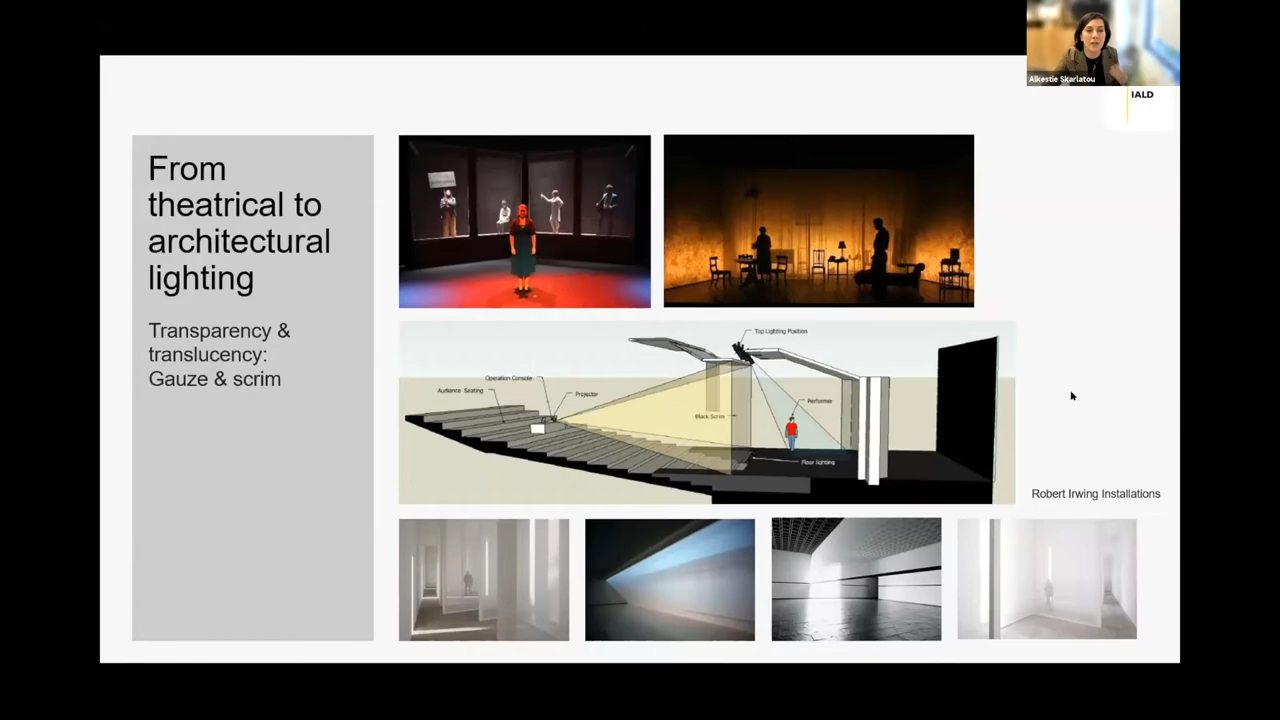 Alkestie Skarlatou
IALD
From
theatrical to
architectural
lighting
Transparency &
translucency:
Gauze & scrim
Top Lighting Position
Operation Console
Audience Seating
Projector
Performer
Black Scrim
Floor lighting
Robert Irwing Installations